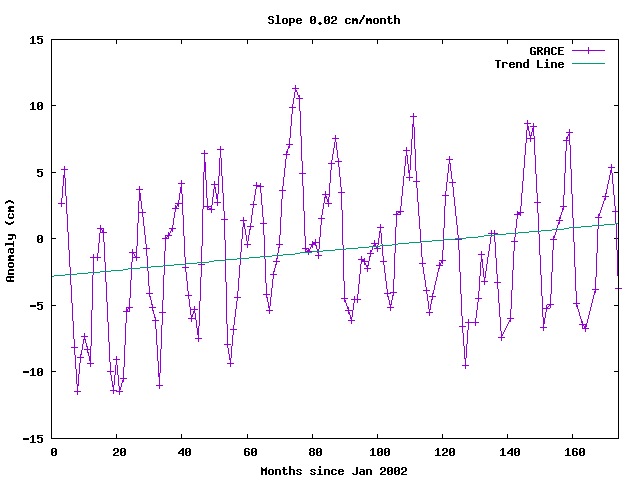 Slope 0.02 cm/month
15
GRACE
Trend Line
10
5
0
-5
-10
-15
Anomaly (cm)
0 20 40 60 80 100 120 140 160
Months since Jan 2002